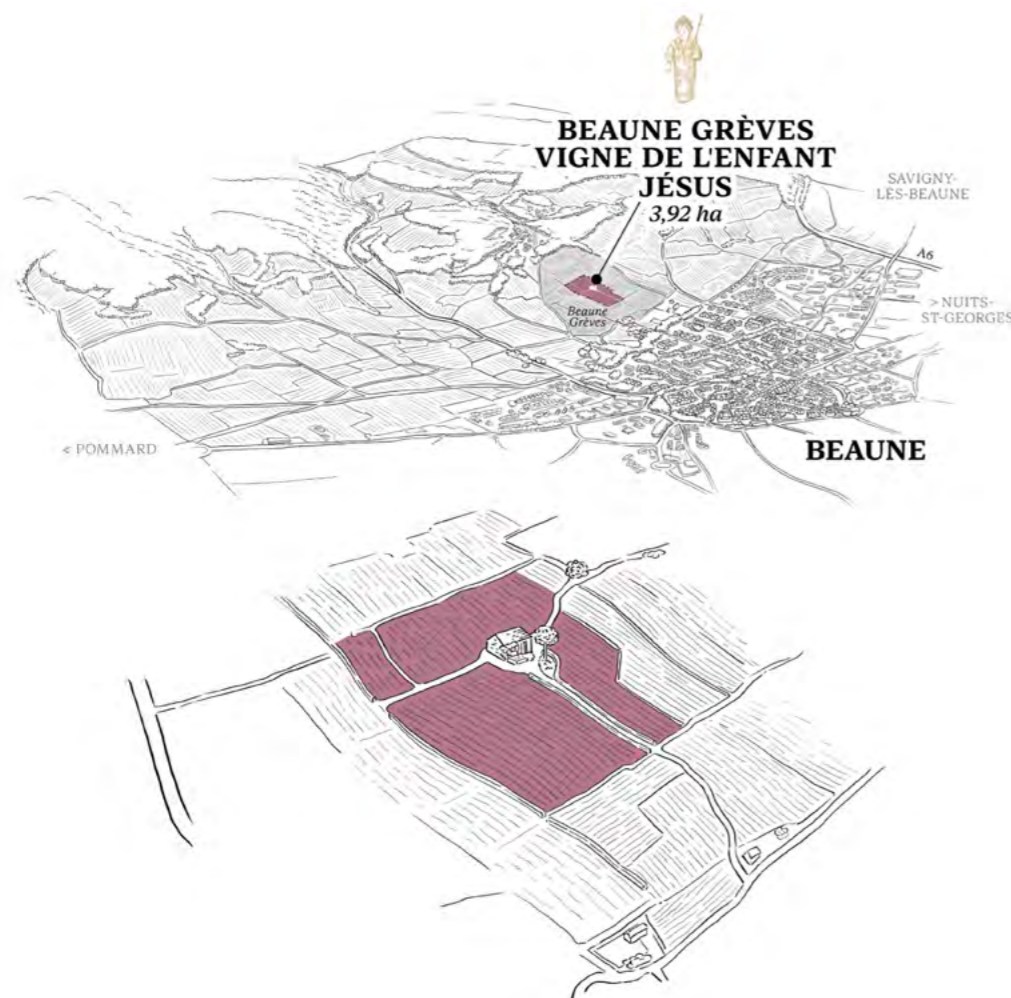 BEAUNE GRÈVES
VIGNE DE L'ENFANT
JÉSUS
3,92 ha
SAVIGNY-
LÈS-BEAUNE
A6
> NUITS-
ST-GEORGES
Beaune
Grèves
BEAUNE
< POMMARD